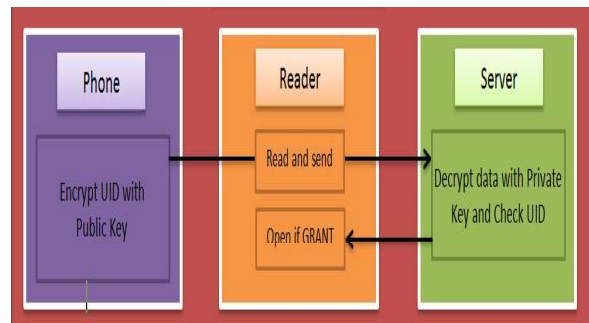 Phone
Encrypt UID with
Public Key
Reader
Read and send
Open if GRANT
Server
Decrypt data with Private
Key and Check UID